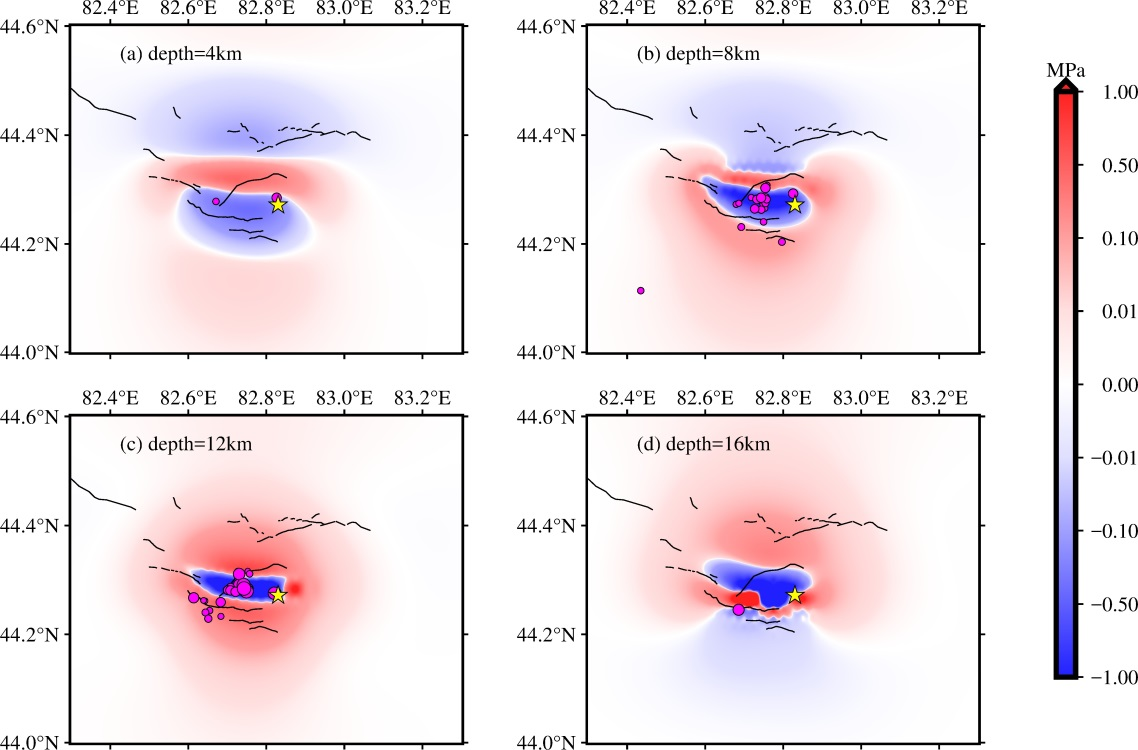 82.4°E 82.6°E 82.8°E 83.0°E 83.2°E
44.6°N
44.4°N
44.2°N
44.0°N
(a) depth=4km
82.4°E 82.6°E 82.8°E 83.0°E 83.2°E
44.6°N
44.4°N
44.2°N
44.0°N
(b) depth=8km
82.4°E 82.6°E 82.8°E 83.0°E 83.2°E
44.6°N
44.4°N
44.2°N
44.0°N
(c) depth=12km
82.4°E 82.6°E 82.8°E 83.0°E 83.2°E
44.6°N
44.4°N
44.2°N
44.0°N
(d) depth=16km
MPa
1.00
0.50
0.10
0.01
0.00
−0.01
−0.10
−0.50
−1.00